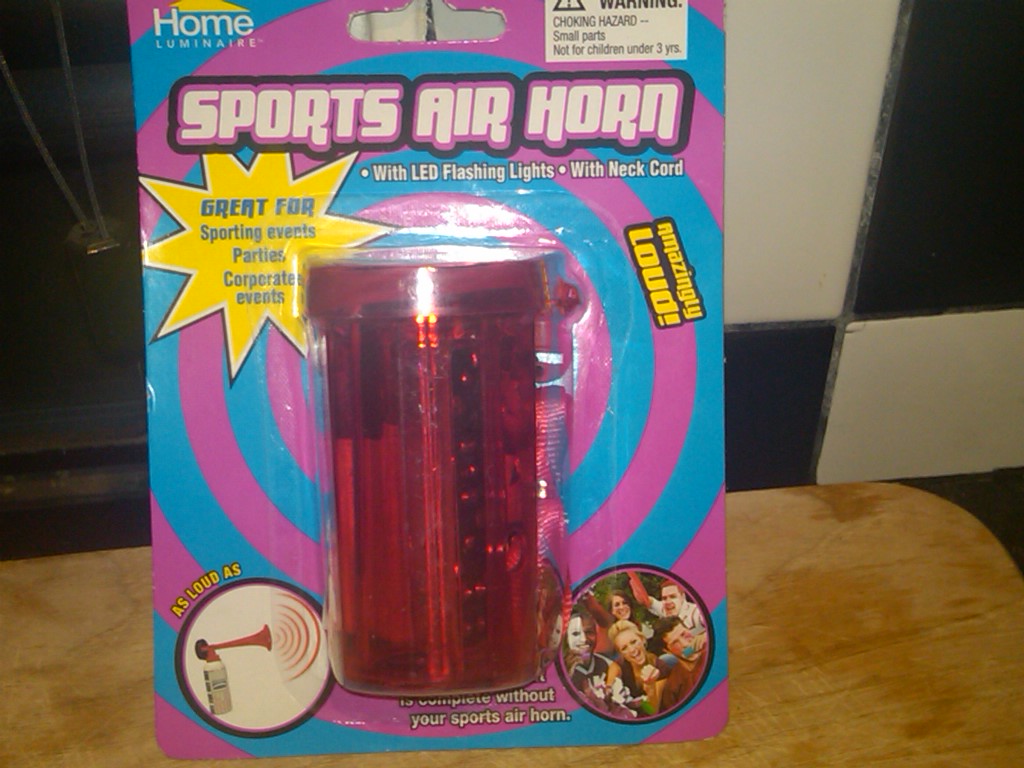 Home
LUMINAIRE™
WARNING:
CHOKING HAZARD --
Small parts
Not for children under 3 yrs.
SPORTS AIR HORN
• With LED Flashing Lights • With Neck Cord
GREAT FOR
Sporting events
Parties
Corporate
events
Amazingly
LOUD!
AS LOUD AS
is complete without
your sports air horn.